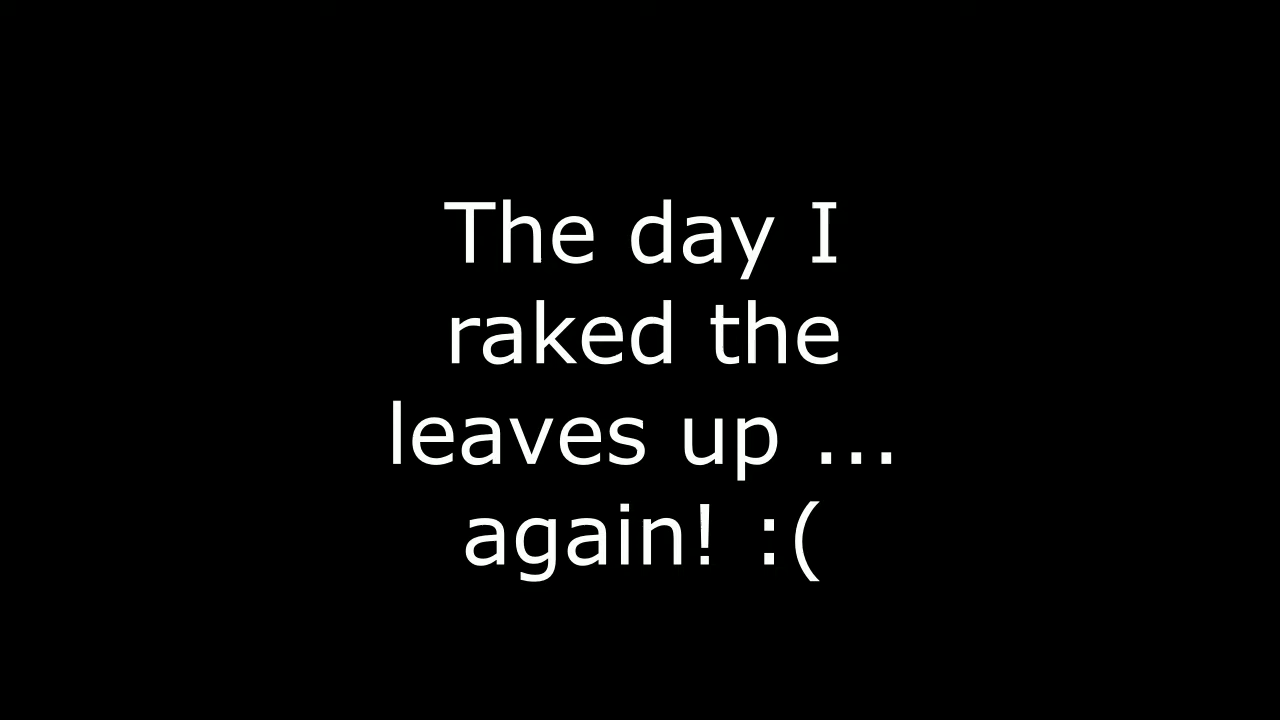 The day I
raked the
leaves up ...
again! :(